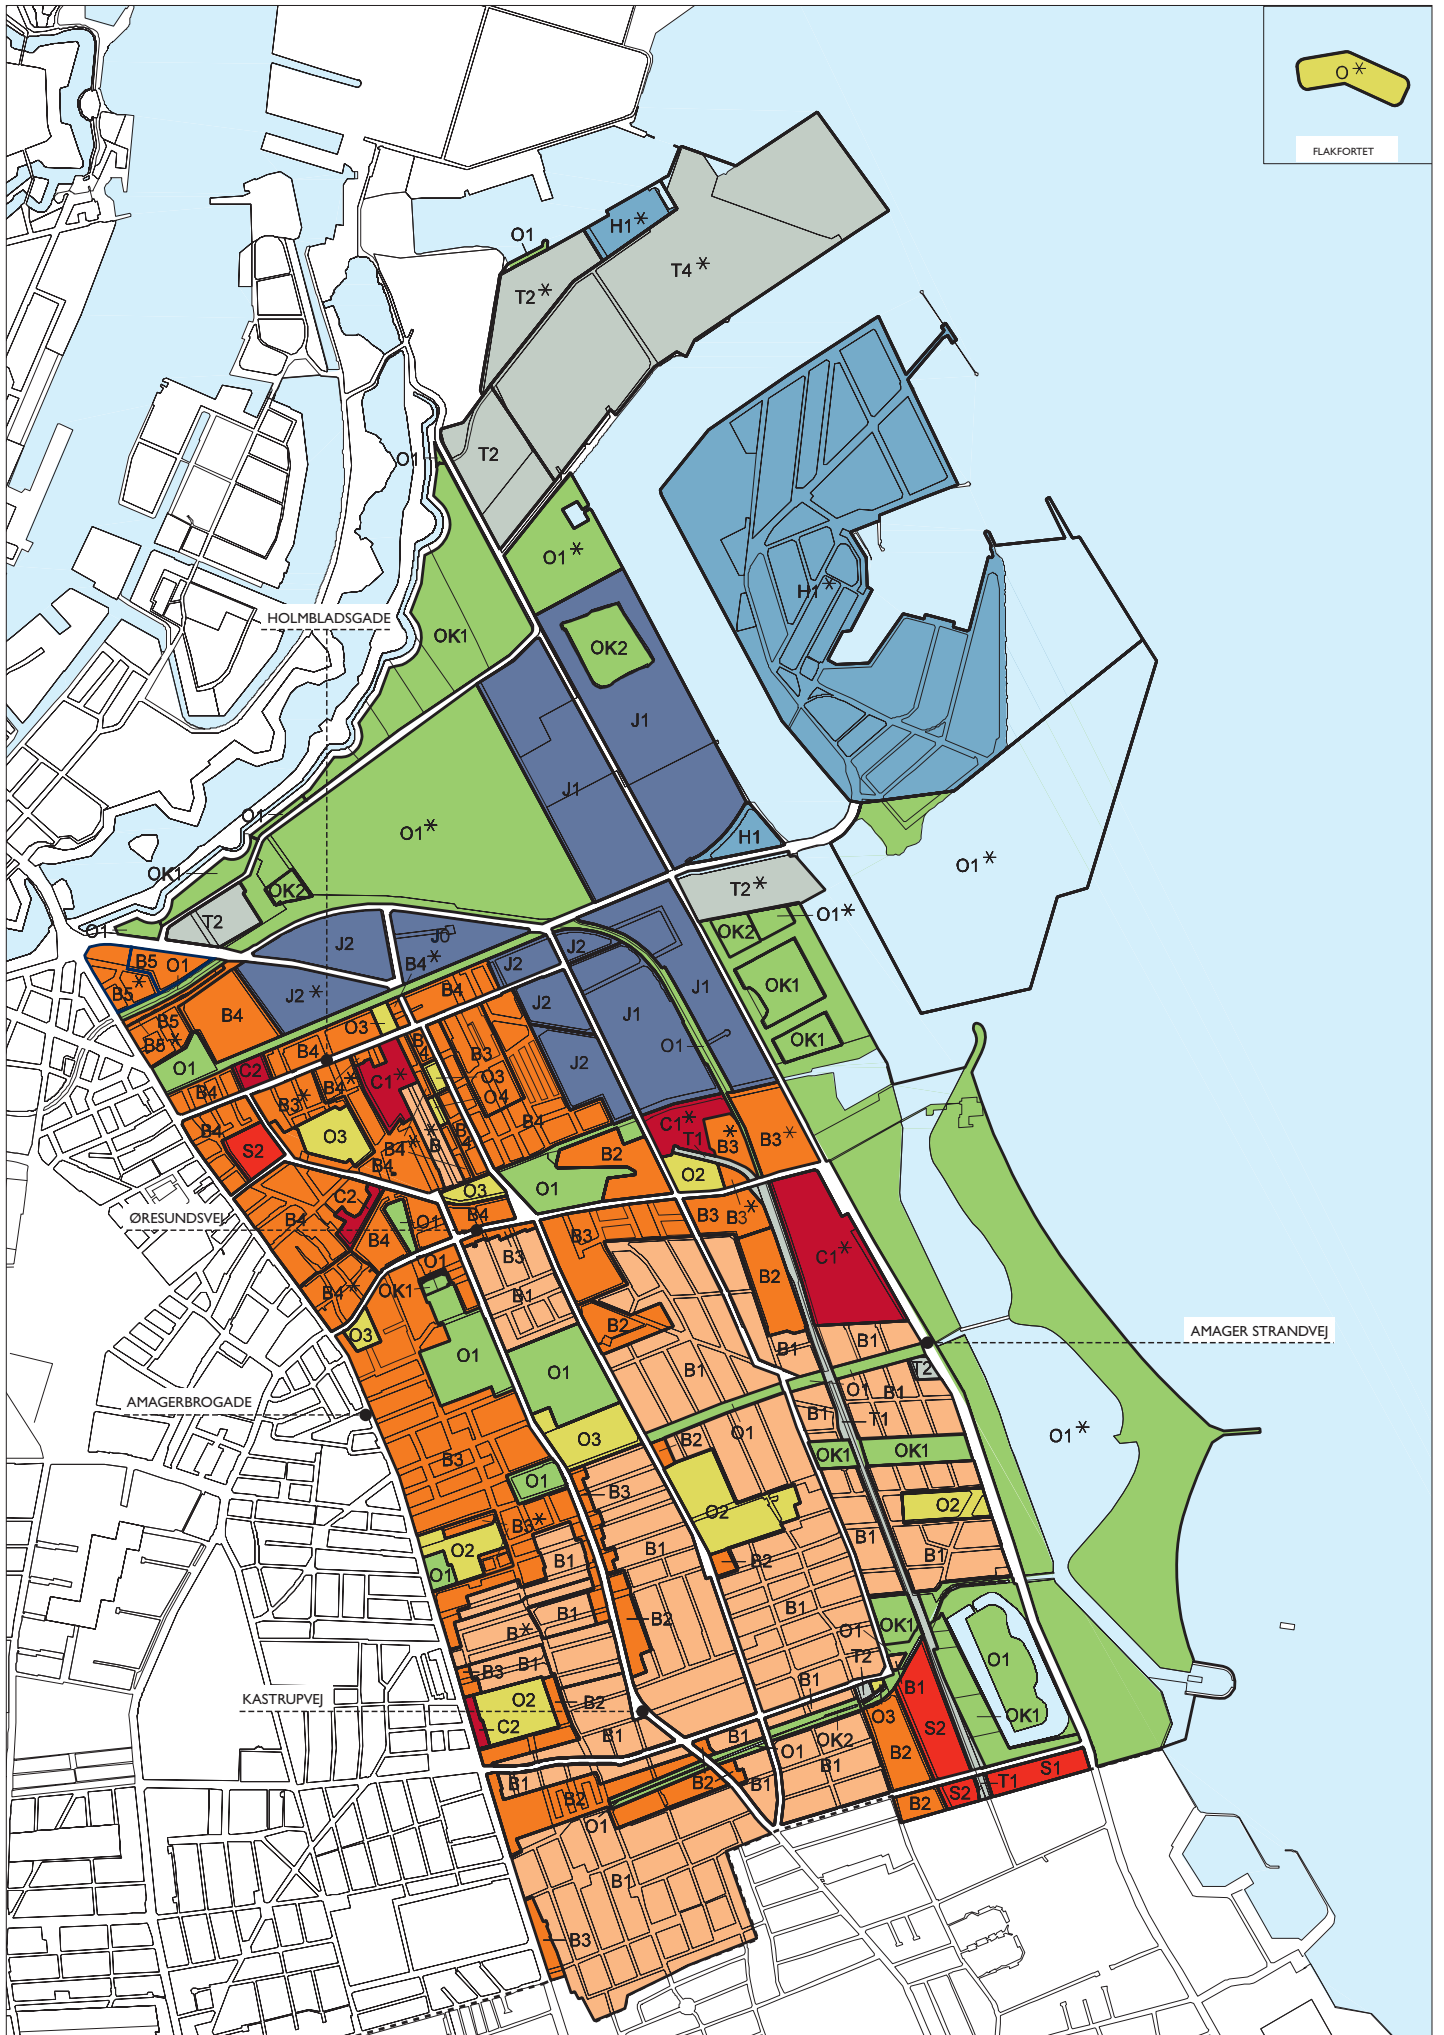 O*
FLAKFORTET
O1
H1*
T4*
T2*
O1
T2
O1*
H1*
HOLMBLADSGADE
OK1
OK2
J1
J1
O1
O1*
H1
O1*
OK1
OK2
T2*
T2
O1*
O1
J2
J0
OK2
B5
O1
B4*
J2
J2
B5*
J2*
B4
OK1
J1
B5
B4
J2
J1
O3
B5*
B4
B4
B3
OK1
O1
O1
C2
C1*
O3
J2
B4
B3*
B4*
O4
B4
C1*
B4
O3
*
B
B4
T1
*
B3
B3*
S2
B4*
B4
B2
O2
C2
O3
O1
ØRESUNDSVEJ
B4
O1
B4
B3
B3*
B4
B3
B3
C1*
O1
B2
B4*
OK1
B1
B2
AMAGER STRANDVEJ
O3
O1
O1
B1
B1
B1
T2
O1
B1
AMAGERBROGADE
B1
T1
O1
O1*
B2
O3
OK1
OK1
B3
O1
B3
O2
O2
B3*
O2
B1
B1
B1
B1
B2
O1
B1
B1
B2
O1
OK1
B*
T2
O1
B3
B1
B1
B1
KASTRUPVEJ
O2
B2
O3
OK1
C2
S2
B1
B1
OK2
B2
O1
B1
S1
B1
B2
B1
T1
B2
S2
B2
O1
B1
B3